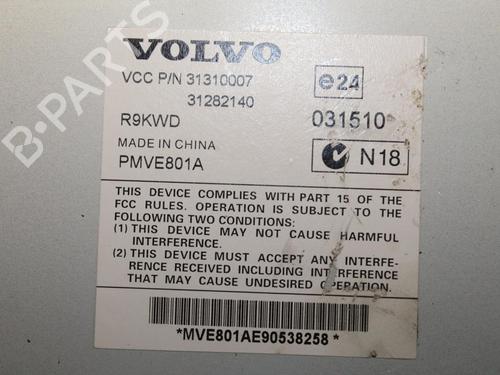 VOLVO
VCC P/N 31310007
31282140
e24
R9KWD
031510
MADE IN CHINA
PMVE801A
N18
THIS DEVICE COMPLIES WITH PART 15 OF THE
FCC RULES. OPERATION IS SUBJECT TO THE
FOLLOWING TWO CONDITIONS;
(1) THIS DEVICE MAY NOT CAUSE HARMFUL
INTERFERENCE.
(2) THIS DEVICE MUST ACCEPT ANY INTERFE-
RENCE RECEIVED INCLUDING INTERFERENCE
THAT MAY CAUSE UNDESIRED OPERATION.
*MVE801AE90538258*
B-PARTS